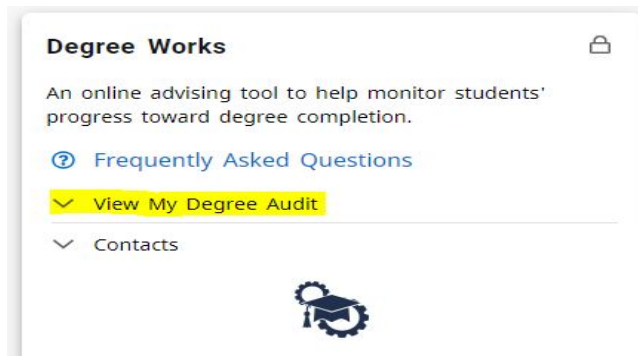 Degree Works
An online advising tool to help monitor students'
progress toward degree completion.
Frequently Asked Questions
View My Degree Audit
Contacts